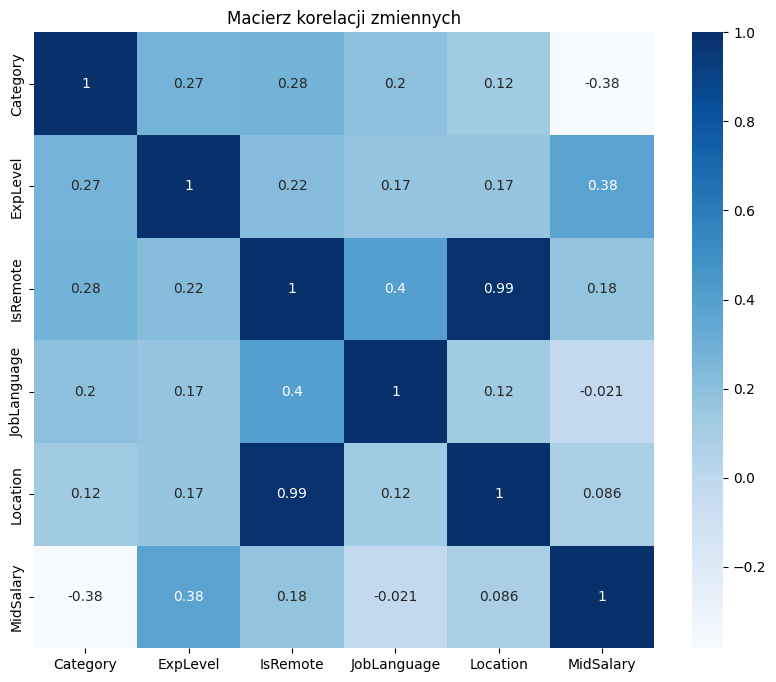 Macierz korelacji zmiennych
Category 1 0.27 0.28 0.2 0.12 -0.38
ExpLevel 0.27 1 0.22 0.17 0.17 0.38
IsRemote 0.28 0.22 1 0.4 0.99 0.18
JobLanguage 0.2 0.17 0.4 1 0.12 -0.021
Location 0.12 0.17 0.99 0.12 1 0.086
MidSalary -0.38 0.38 0.18 -0.021 0.086 1
Category ExpLevel IsRemote JobLanguage Location MidSalary
1.0
0.8
0.6
0.4
0.2
0.0
−0.2